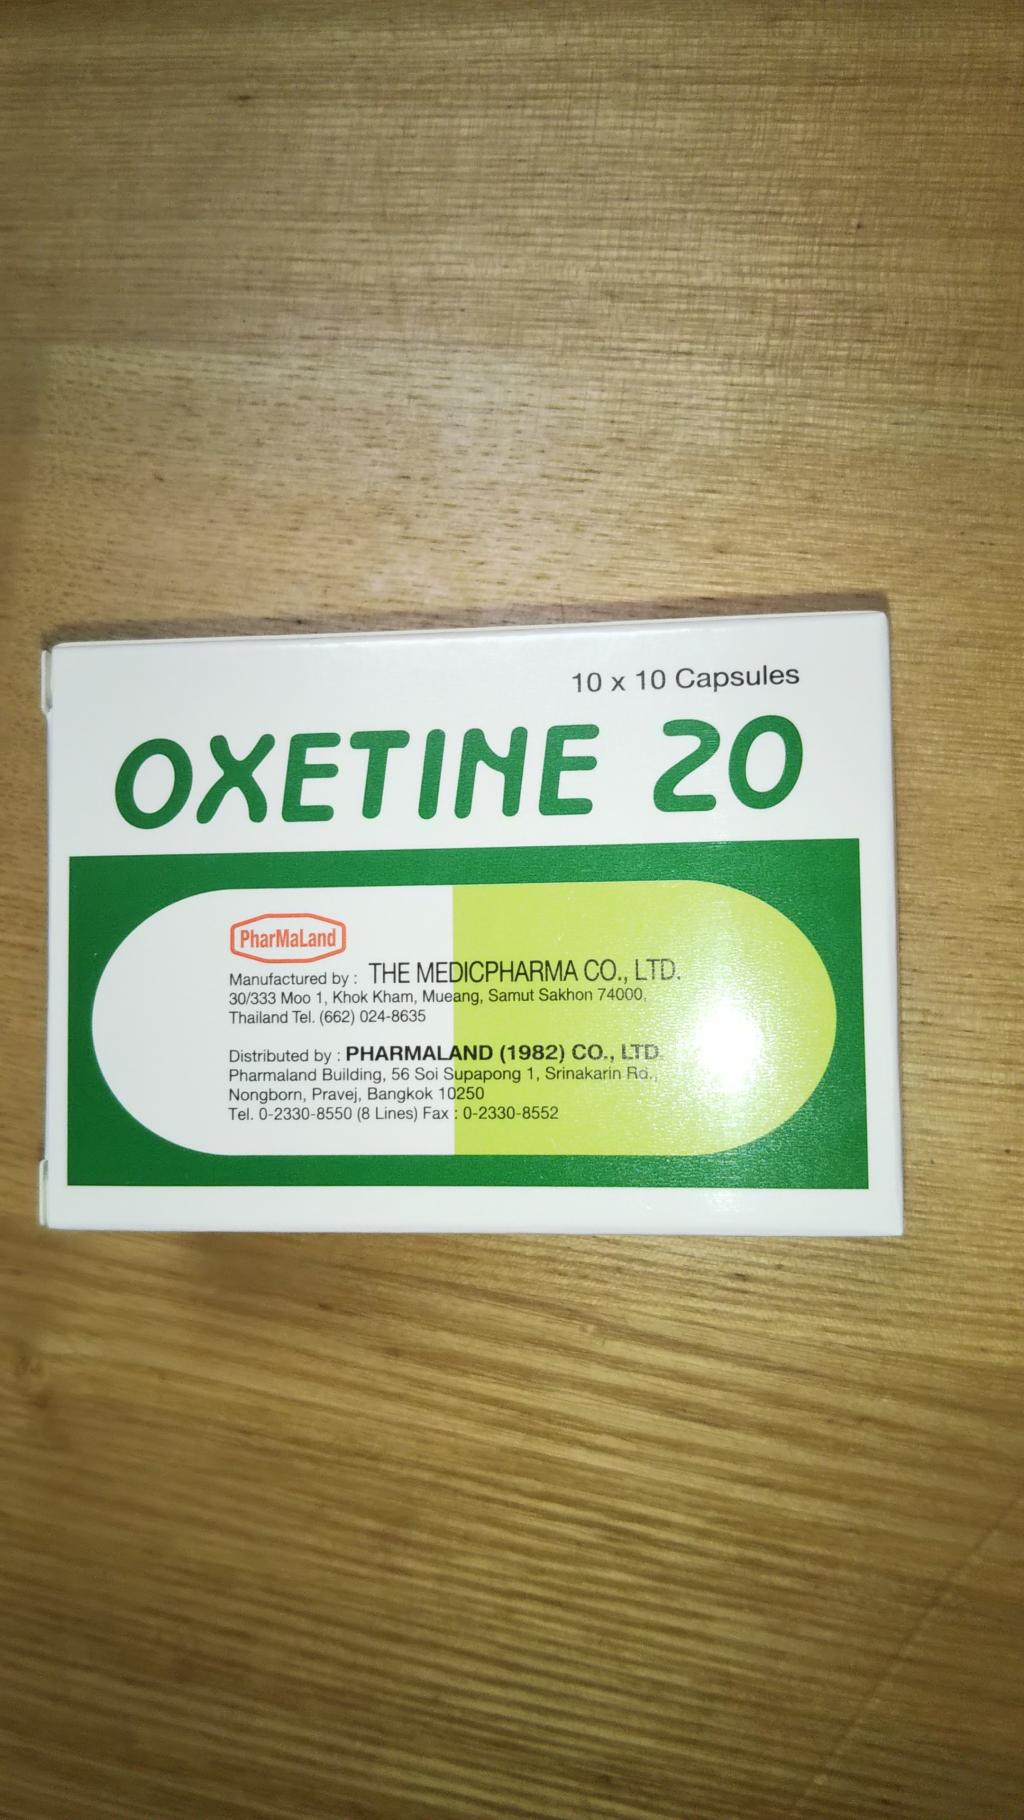 10 x 10 Capsules
OXETINE 20
PharMaLand
Manufactured by : THE MEDICPHARMA CO., LTD.
30/333 Moo 1, Khok Kham, Mueang, Samut Sakhon 74000,
Thailand Tel. (662) 024-8635
Distributed by : PHARMALAND (1982) CO., LTD.
Pharmaland Building, 56 Soi Supapong 1, Srinakarin Rd.,
Nongborn, Pravej, Bangkok 10250
Tel. 0-2330-8550 (8 Lines) Fax : 0-2330-8552